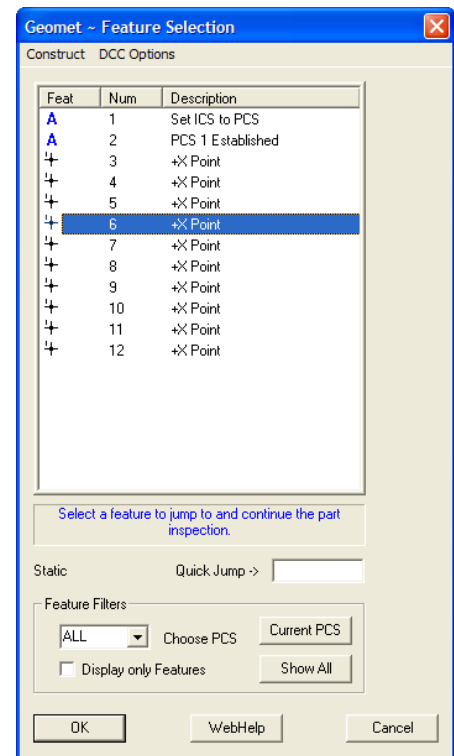 Geomet ~ Feature Selection
Construct DCC Options
Feat Num Description
A 1 Set ICS to PCS
A 2 PCS 1 Established
3 +X Point
4 +X Point
5 +X Point
6 +X Point
7 +X Point
8 +X Point
9 +X Point
10 +X Point
11 +X Point
12 +X Point
Select a feature to jump to and continue the part
inspection.
Static Quick Jump ->
Feature Filters
ALL Choose PCS Current PCS
Display only Features Show All
OK WebHelp Cancel